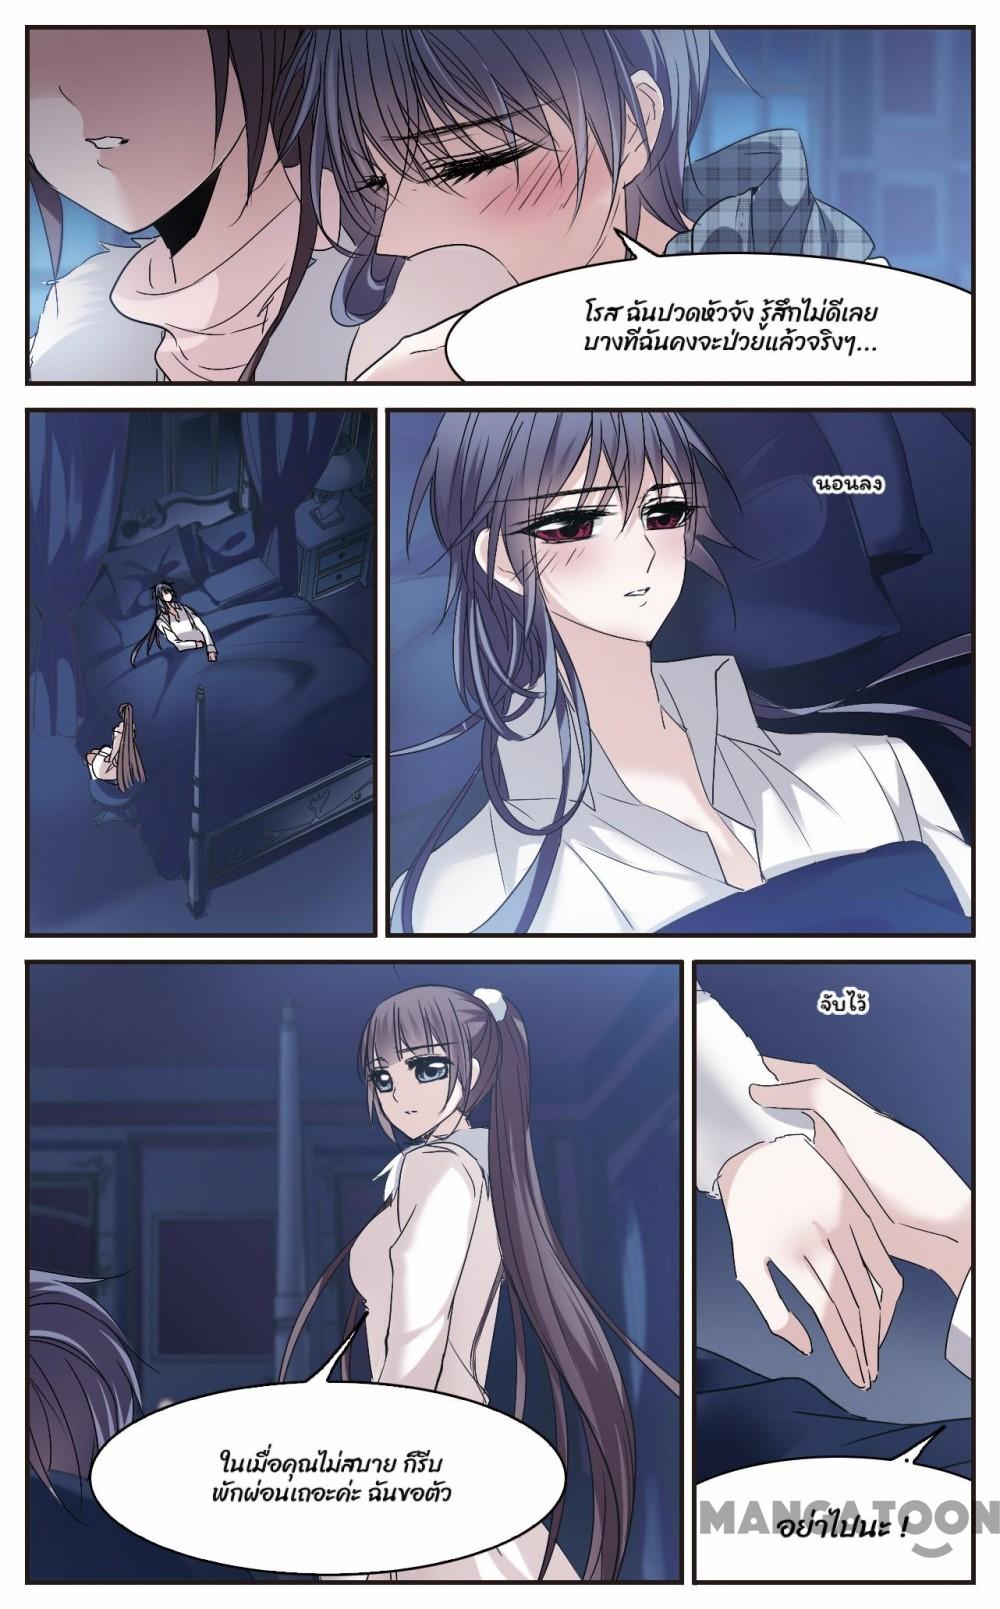 โรส ฉันปวดหัวจัง รู้สึกไม่ดีเลย
บางทีฉันคงจะป่วยแล้วจริงๆ...
นอนลง
ในเมื่อคุณไม่สบาย ก็รีบ
พักผ่อนเถอะค่ะ ฉันขอตัว
จับไว้
อย่าไปนะ !
MANGATOON